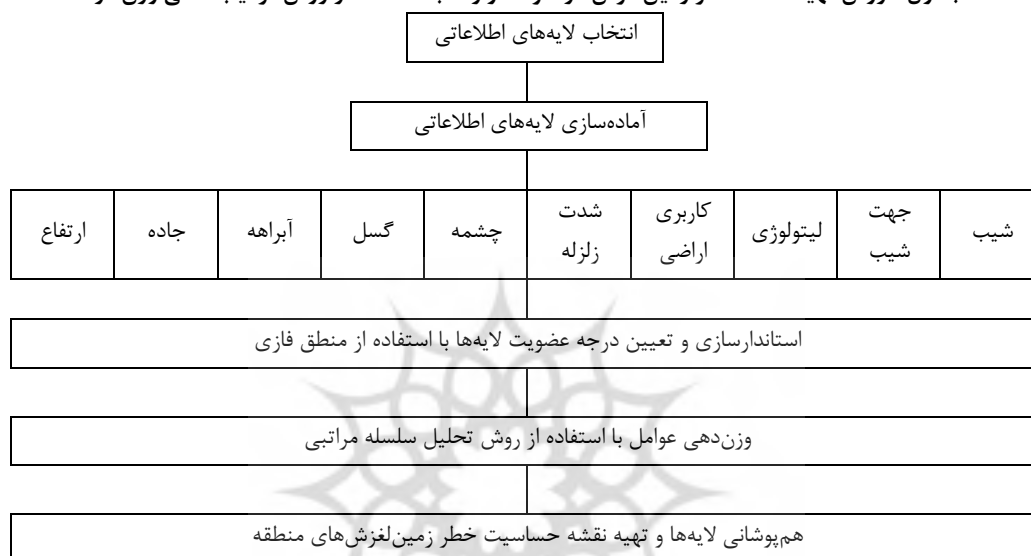 انتخاب لایه‌های اطلاعاتی
آماده‌سازی لایه‌های اطلاعاتی
شیب
جهت
شیب
لیتولوژی
کاربری
اراضی
شدت
زلزله
چشمه
گسل
آبراهه
جاده
ارتفاع
استاندارسازی و تعیین درجه عضویت لایه‌ها با استفاده از منطق فازی
وزن‌دهی عوامل با استفاده از روش تحلیل سلسله مراتبی
هم‌پوشانی لایه‌ها و تهیه نقشه حساسیت خطر زمین‌لغزش‌های منطقه